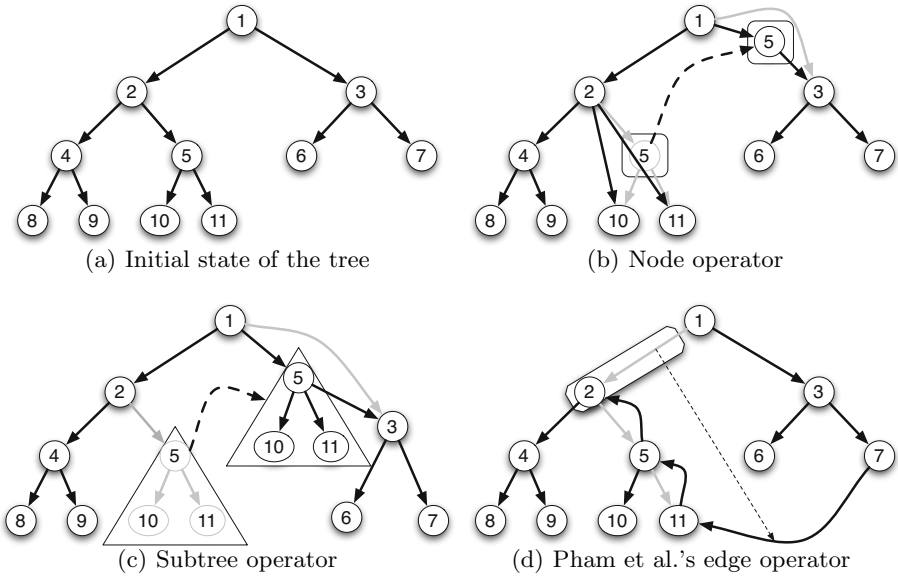 1
2 3
4 5 6 7
8 9 10 11
(a) Initial state of the tree
1
5
2 3
4 5 6 7
8 9 10 11
(b) Node operator
1
5
2 3
4 5
10 11
8 9 10 11 6 7
(c) Subtree operator
1
2 3
4 5 6 7
8 9 10 11
(d) Pham et al.'s edge operator